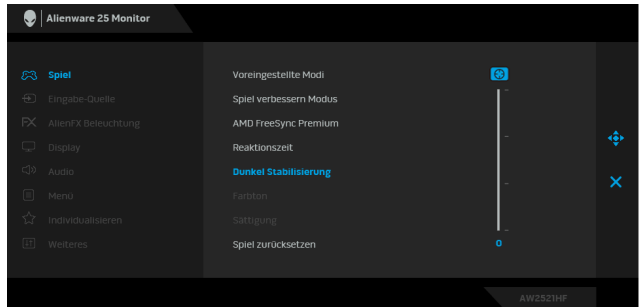 Alienware 25 Monitor
Spiel
Eingabe-Quelle
AlienFX Beleuchtung
Display
Audio
Menü
Individualisieren
Weiteres
Voreingestellte Modi
Spiel verbessern Modus
AMD FreeSync Premium
Reaktionszeit
Dunkel Stabilisierung
Farbton
Sättigung
Spiel zurücksetzen
0
AW2521HF